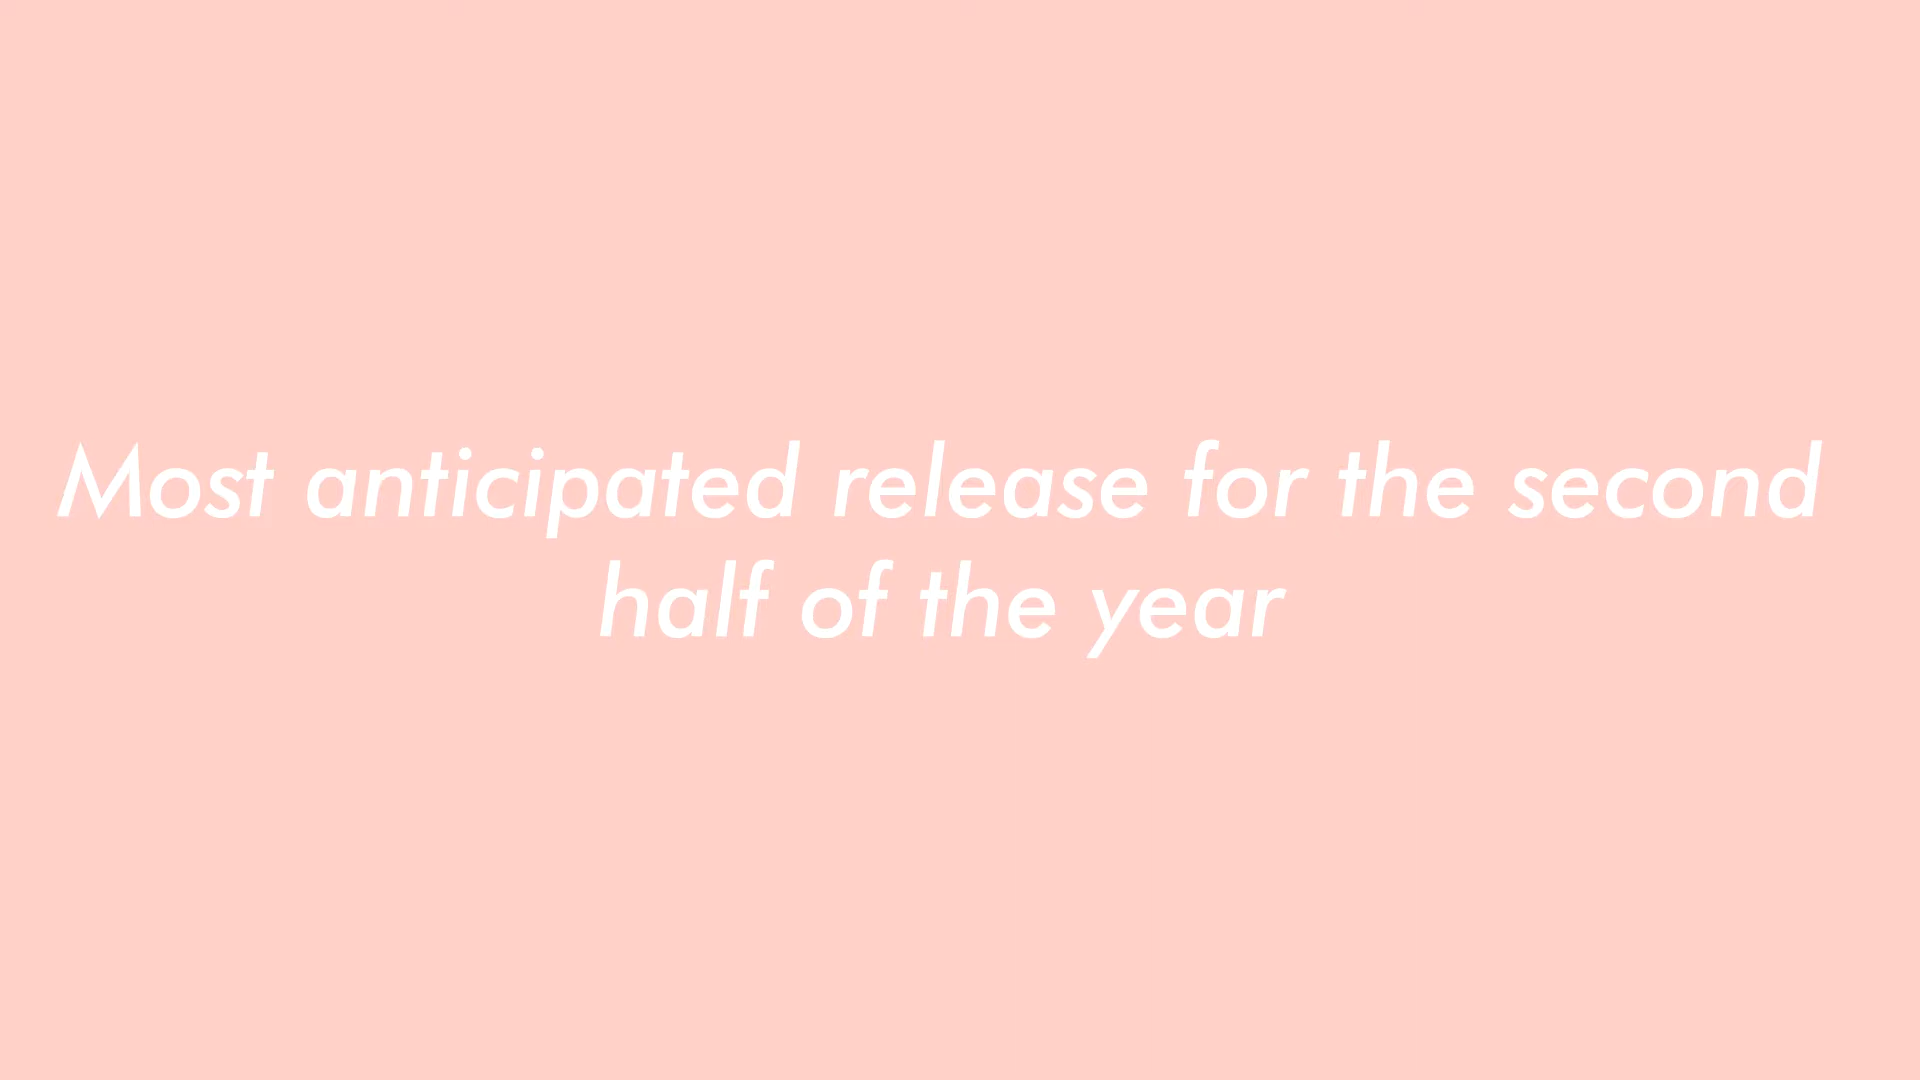 Most anticipated release for the second
half of the year